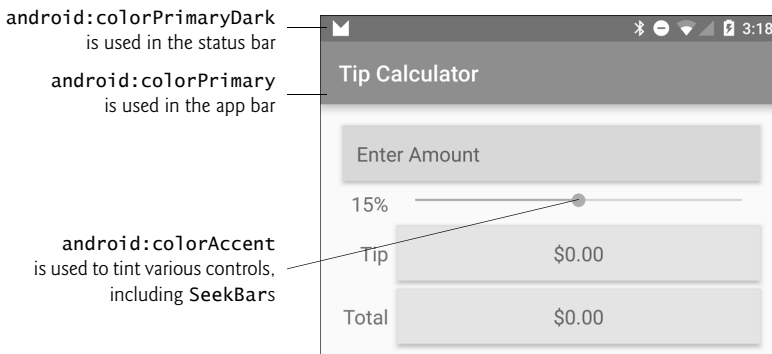 android:colorPrimaryDark
is used in the status bar
android:colorPrimary
is used in the app bar
android:colorAccent
is used to tint various controls,
including SeekBars
3:18
Tip Calculator
Enter Amount
15%
Tip $0.00
Total $0.00